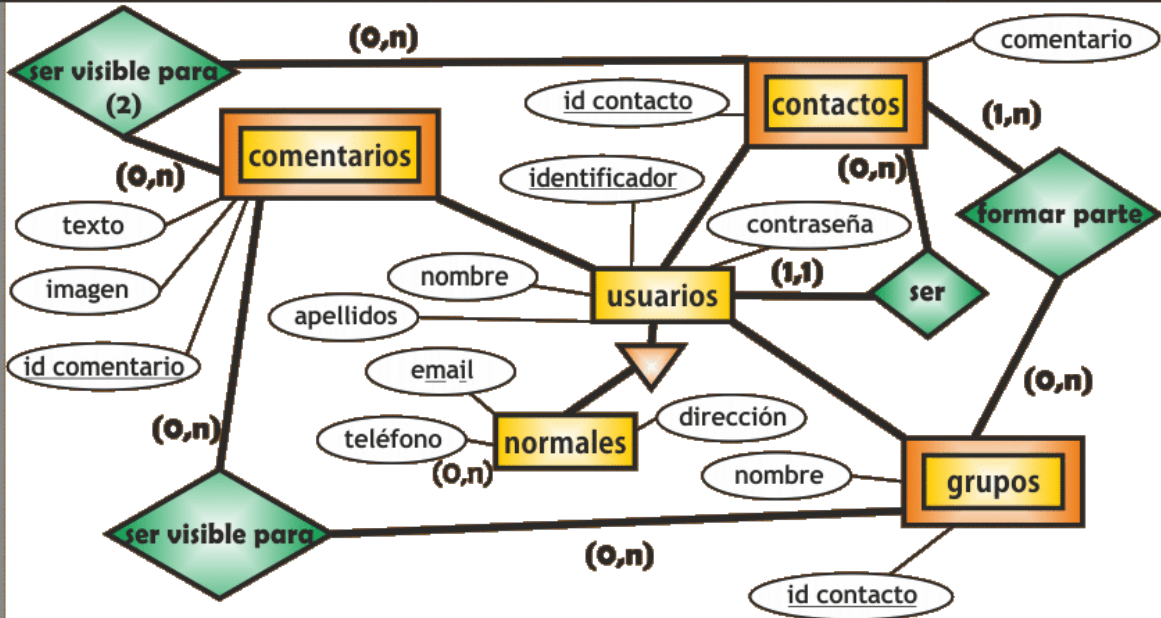 (0,n)
comentario
ser visible para
(2)
id contacto
contactos
(1,n)
comentarios
(0,n)
(0,n)
identificador
texto
contraseña
formar parte
nombre
(1,1)
imagen
usuarios
ser
apellidos
id comentario
email
(0,n)
dirección
(0,n)
teléfono
normales
(0,n)
nombre
grupos
ser visible para
(0,n)
id contacto